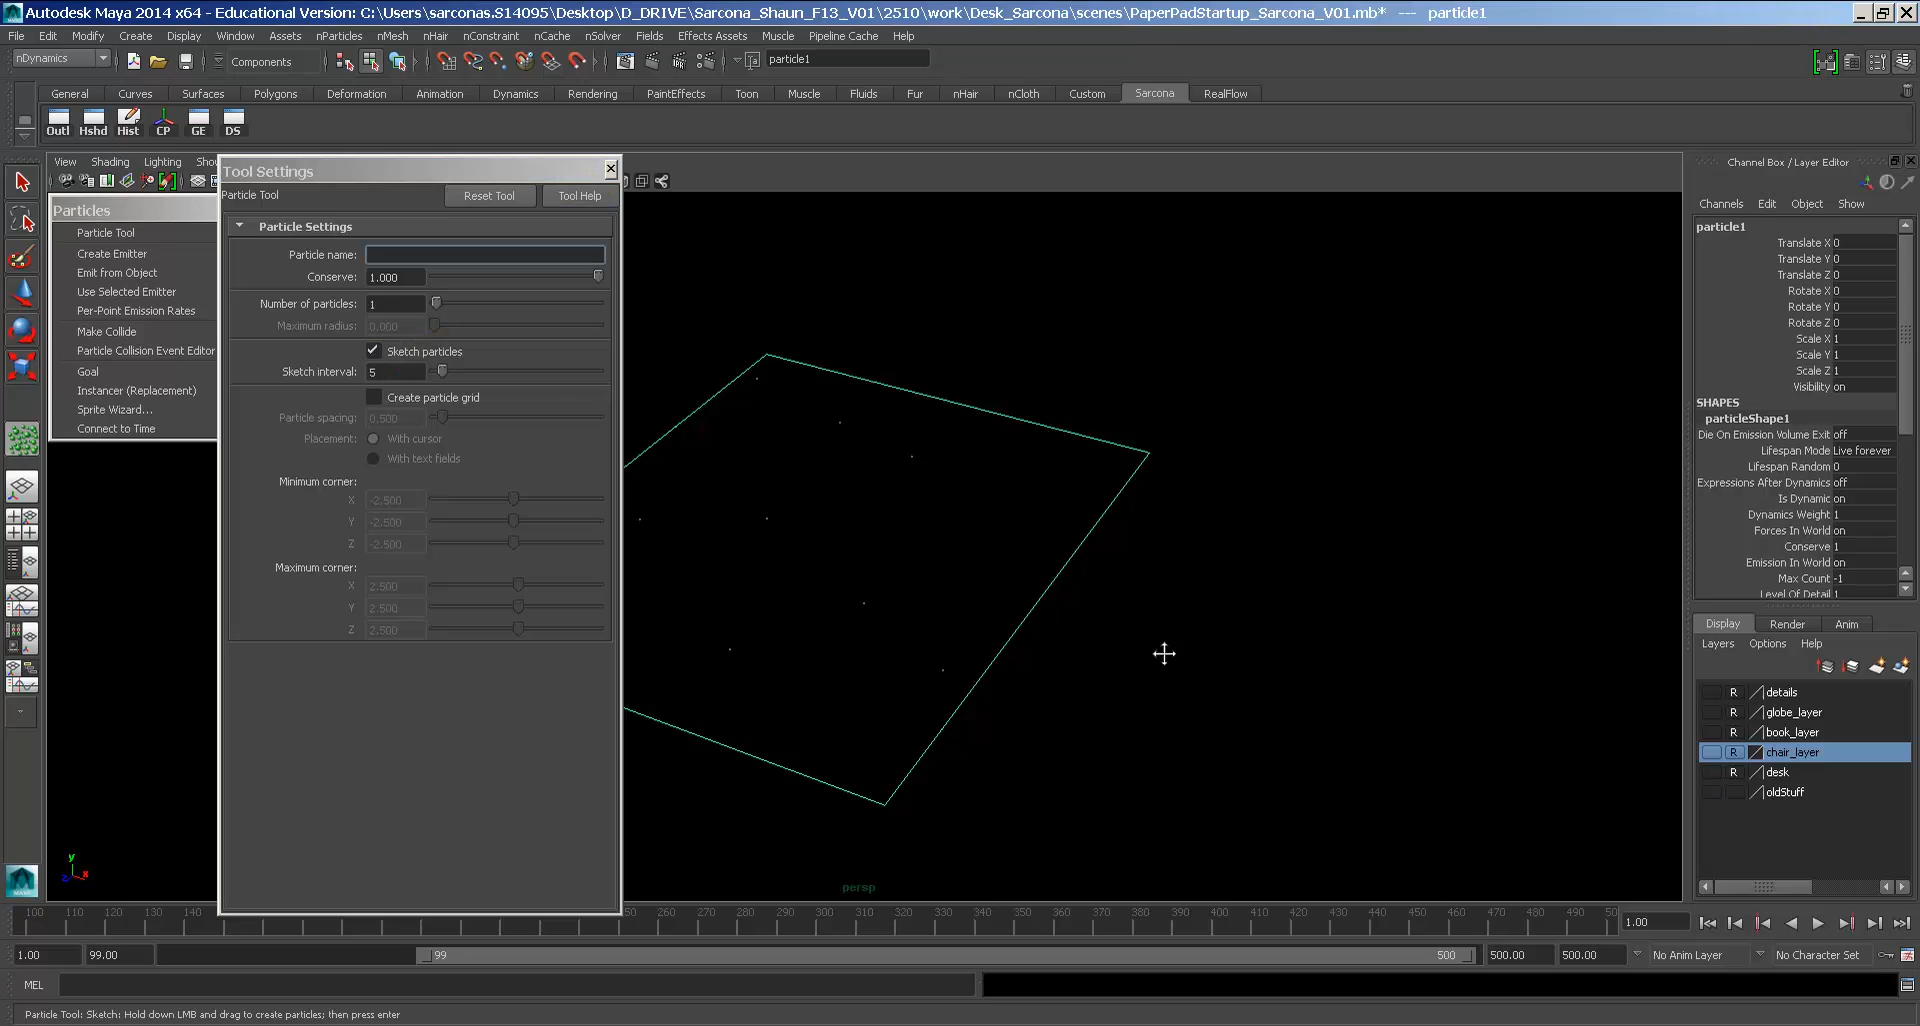 Autodesk Maya 2014 x64 - Educational Version: C:\Users\sarconas.S14095\Desktop\D_DRIVE\Sarcona_Shaun_F13_V01\2510\work\Desk_Sarcona\scenes\PaperPadStartup_Sarcona_V01.mb* --- particle1
File Edit Modify Create Display Window Assets nParticles nMesh nHair nConstraint nCache nSolver Fields Effects Assets Muscle Pipeline Cache Help
nDynamics Components particle1
General Curves Surfaces Polygons Deformation Animation Dynamics Rendering PaintEffects Toon Muscle Fluids Fur nHair nCloth Custom Sarcona RealFlow
Outl Hshd Hist CP GE DS
View Shading Lighting Sho
Particles
Particle Tool
Create Emitter
Emit from Object
Use Selected Emitter
Per-Point Emission Rates
Make Collide
Particle Collision Event Editor
Goal
Instancer (Replacement)
Sprite Wizard...
Connect to Time
Tool Settings
Particle Tool Reset Tool Tool Help
Particle Settings
Particle name:
Conserve: 1.000
Number of particles: 1
Maximum radius: 0.000
Sketch particles
Sketch interval: 5
Create particle grid
Particle spacing: 0.500
Placement: With cursor
With text fields
Minimum corner:
X -2.500
Y -2.500
Z -2.500
Maximum corner:
X 2.500
Y 2.500
Z 2.500
persp
y
z x
Channel Box / Layer Editor
Channels Edit Object Show
particle1
Translate X 0
Translate Y 0
Translate Z 0
Rotate X 0
Rotate Y 0
Rotate Z 0
Scale X 1
Scale Y 1
Scale Z 1
Visibility on
SHAPES
particleShape1
Die On Emission Volume Exit off
Lifespan Mode Live forever
Lifespan Random 0
Expressions After Dynamics off
Is Dynamic on
Dynamics Weight 1
Forces In World on
Conserve 1
Emission In World on
Max Count -1
Level Of Detail 1
Display Render Anim
Layers Options Help
R details
R globe_layer
R book_layer
R chair_layer
R desk
oldStuff
100 110 120 130 140 50 260 270 280 290 300 310 320 330 340 350 360 370 380 390 400 410 420 430 440 450 460 470 480 490 50 1.00
1.00 99.00 99 500 500.00 500.00 No Anim Layer No Character Set
MEL
Particle Tool: Sketch: Hold down LMB and drag to create particles; then press enter